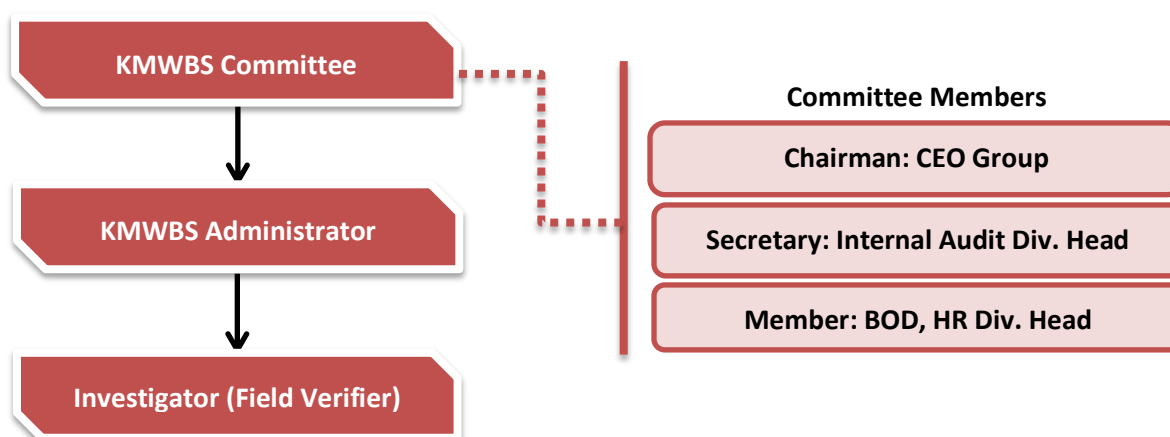 KMWBS Committee
KMWBS Administrator
Investigator (Field Verifier)
Committee Members
Chairman: CEO Group
Secretary: Internal Audit Div. Head
Member: BOD, HR Div. Head